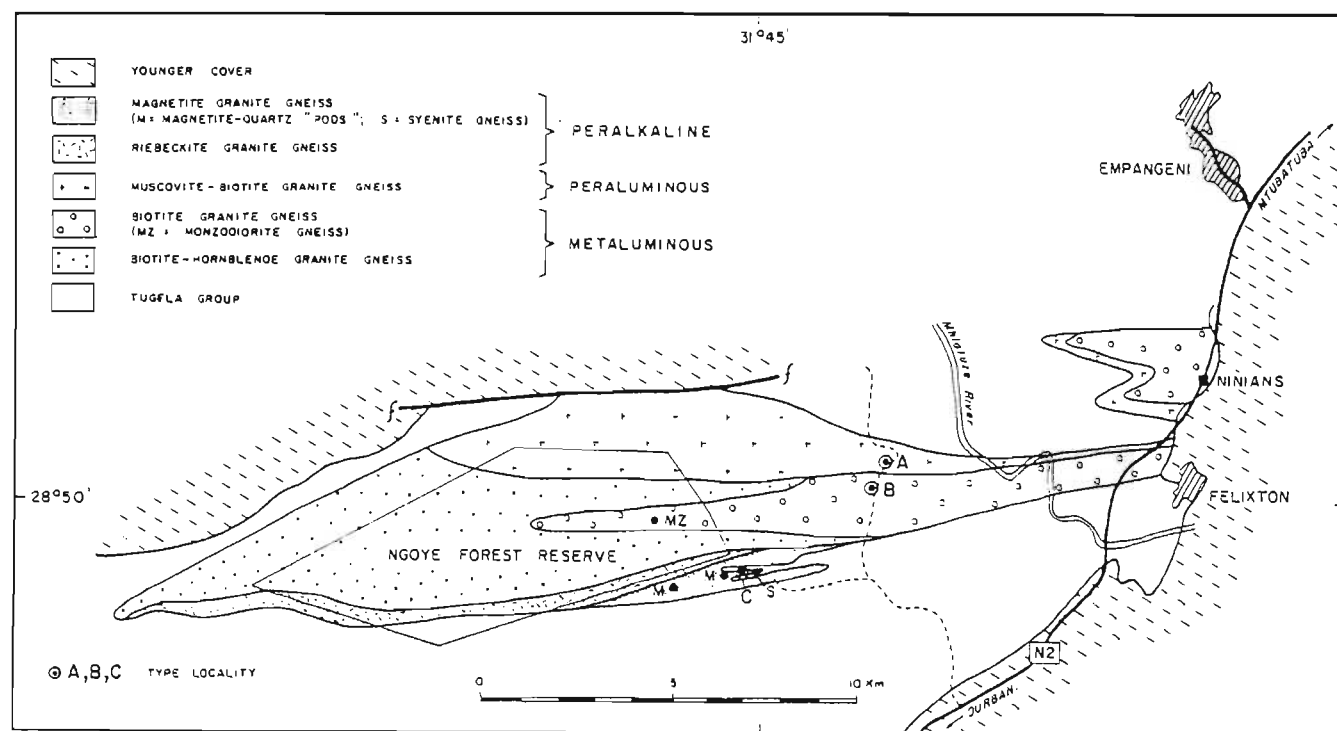 31°45'
YOUNGER COVER
MAGNETITE GRANITE GNEISS
(M= MAGNETITE-QUARTZ "PODS"; S = SYENITE GNEISS)
RIEBECKITE GRANITE GNEISS
PERALKALINE
MUSCOVITE-BIOTITE GRANITE GNEISS
PERALUMINOUS
BIOTITE GRANITE GNEISS
(MZ = MONZODIORITE GNEISS)
BIOTITE-HORNBLENDE GRANITE GNEISS
METALUMINOUS
TUGELA GROUP
EMPANGENI
MTUBATUBA
Mhlatuze River
NINIANS
f
f
A
28°50'
B
FELIXTON
MZ
NGOYE FOREST RESERVE
M
M
C
S
A,B,C TYPE LOCALITY
N2
0 5 10 Km
DURBAN